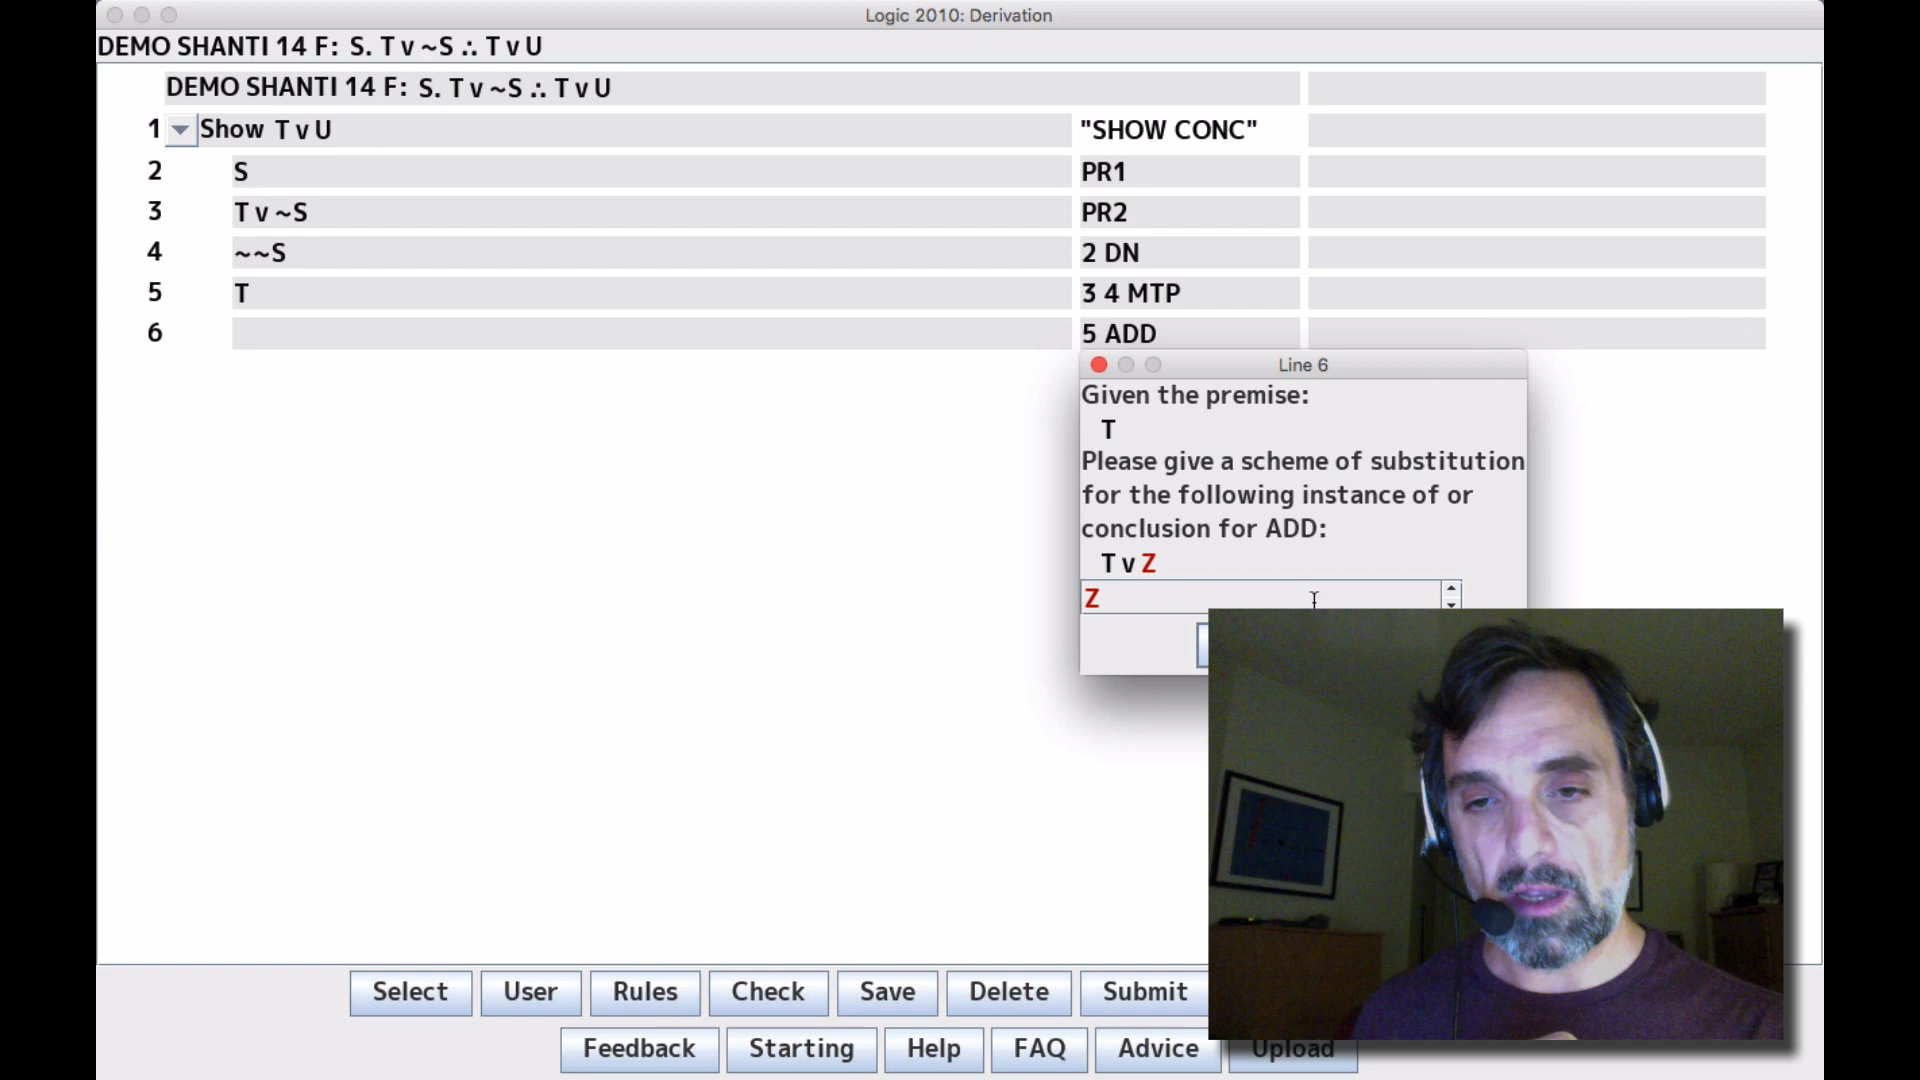 Logic 2010: Derivation
DEMO SHANTI 14 F: S. T v ~S ∴ T v U
DEMO SHANTI 14 F: S. T v ~S ∴ T v U
1 Show T v U "SHOW CONC"
2 S PR1
3 T v ~S PR2
4 ~~S 2 DN
5 T 3 4 MTP
6 5 ADD
Line 6
Given the premise:
T
Please give a scheme of substitution
for the following instance of or
conclusion for ADD:
T v Z
Z
Select User Rules Check Save Delete Submit
Feedback Starting Help FAQ Advice Upload